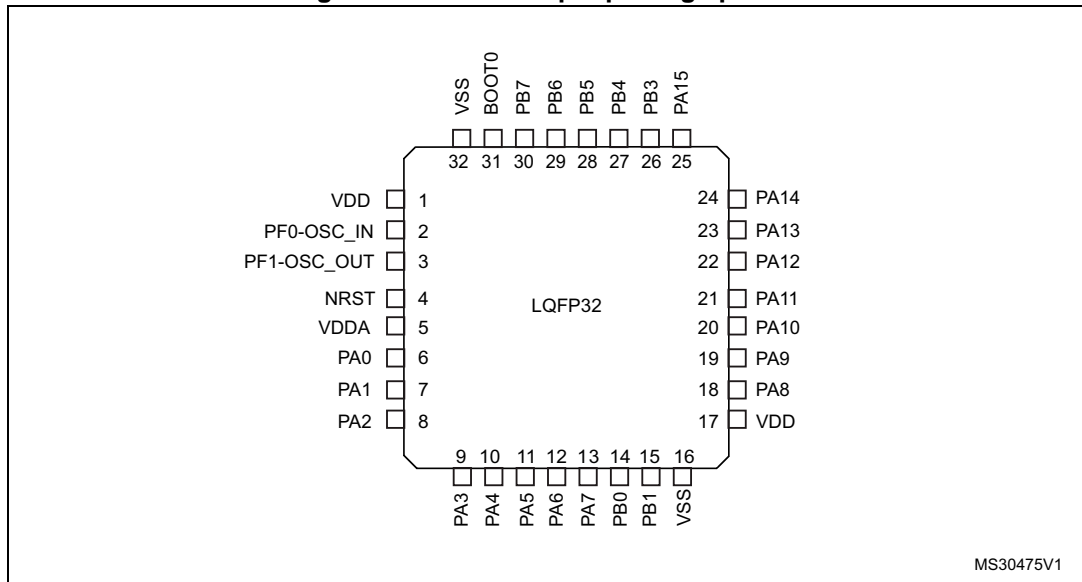 VSS
BOOT0
PB7
PB6
PB5
PB4
PB3
PA15
32 31 30 29 28 27 26 25
VDD 1
PF0-OSC_IN 2
PF1-OSC_OUT 3
NRST 4
VDDA 5
PA0 6
PA1 7
PA2 8
LQFP32
24 PA14
23 PA13
22 PA12
21 PA11
20 PA10
19 PA9
18 PA8
17 VDD
9 10 11 12 13 14 15 16
PA3
PA4
PA5
PA6
PA7
PB0
PB1
VSS
MS30475V1